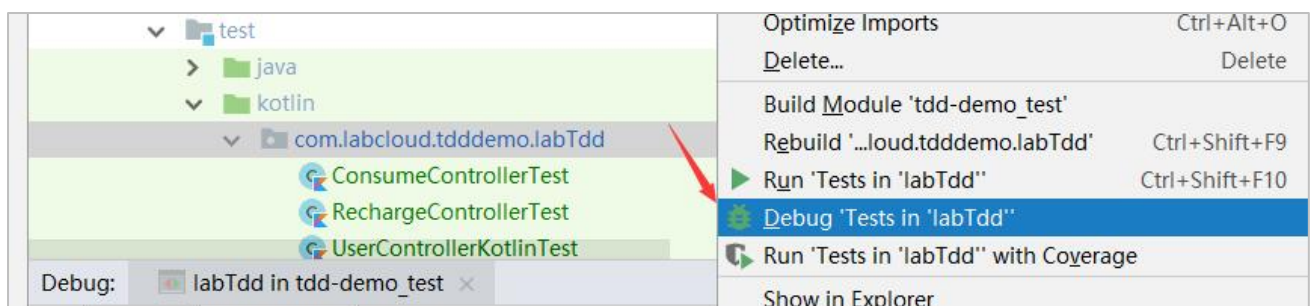 test
java
kotlin
com.labcloud.tdddemo.labTdd
ConsumeControllerTest
RechargeControllerTest
UserControllerKotlinTest
Debug: labTdd in tdd-demo_test ×
Optimize Imports Ctrl+Alt+O
Delete... Delete
Build Module 'tdd-demo_test'
Rebuild '...loud.tdddemo.labTdd' Ctrl+Shift+F9
Run 'Tests in 'labTdd'' Ctrl+Shift+F10
Debug 'Tests in 'labTdd''
Run 'Tests in 'labTdd'' with Coverage
Show in Explorer